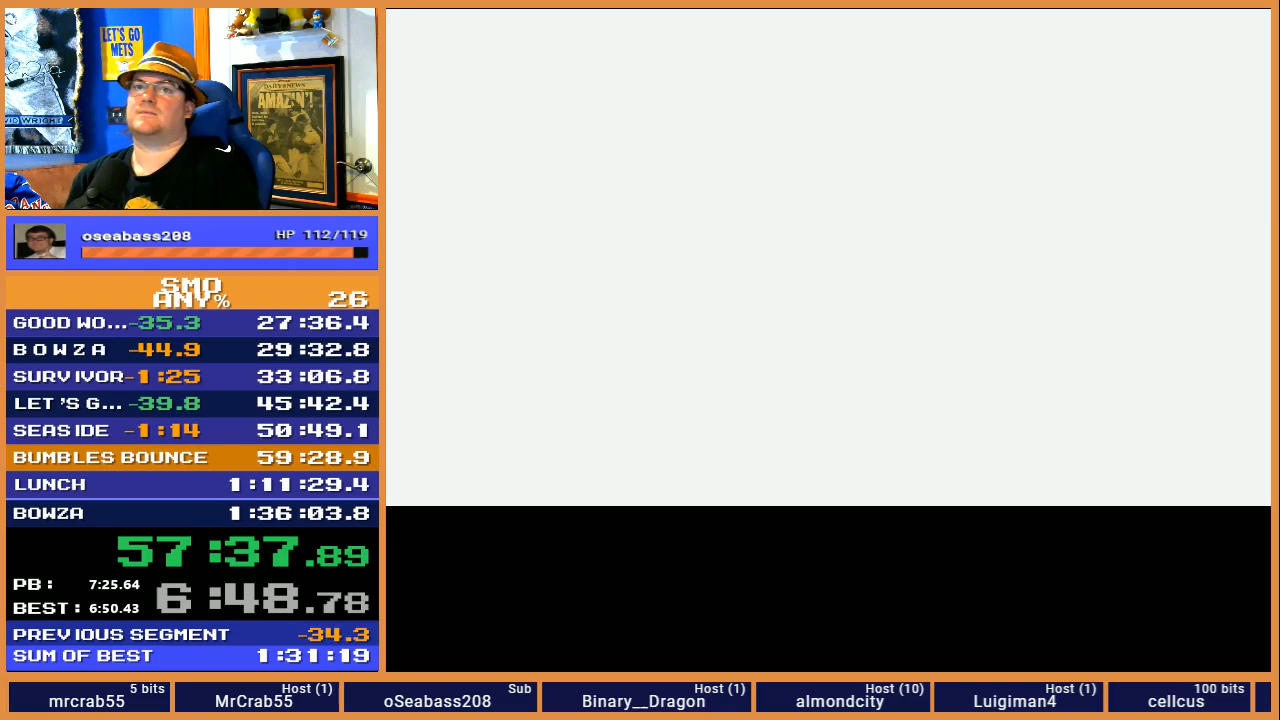 LET'S GO
METS
DAILY NEWS
AMAZIN'!
VID WRIGHT
oseabass208 HP 112/119
SMO
ANY% 26
GOOD WO... -35.3 27:36.4
BOWZA -44.9 29:32.8
SURVIVOR -1:25 33:06.8
LET'S G... -39.8 45:42.4
SEASIDE -1:14 50:49.1
BUMBLES BOUNCE 59:28.9
LUNCH 1:11:29.4
BOWZA 1:36:03.8
57:37.89
PB: 7:25.64
BEST: 6:50.43
6:48.78
PREVIOUS SEGMENT -34.3
SUM OF BEST 1:31:19
5 bits
mrcrab55
Host (1)
MrCrab55
Sub
oSeabass208
Host (1)
Binary__Dragon
Host (10)
almondcity
Host (1)
Luigiman4
100 bits
cellcus